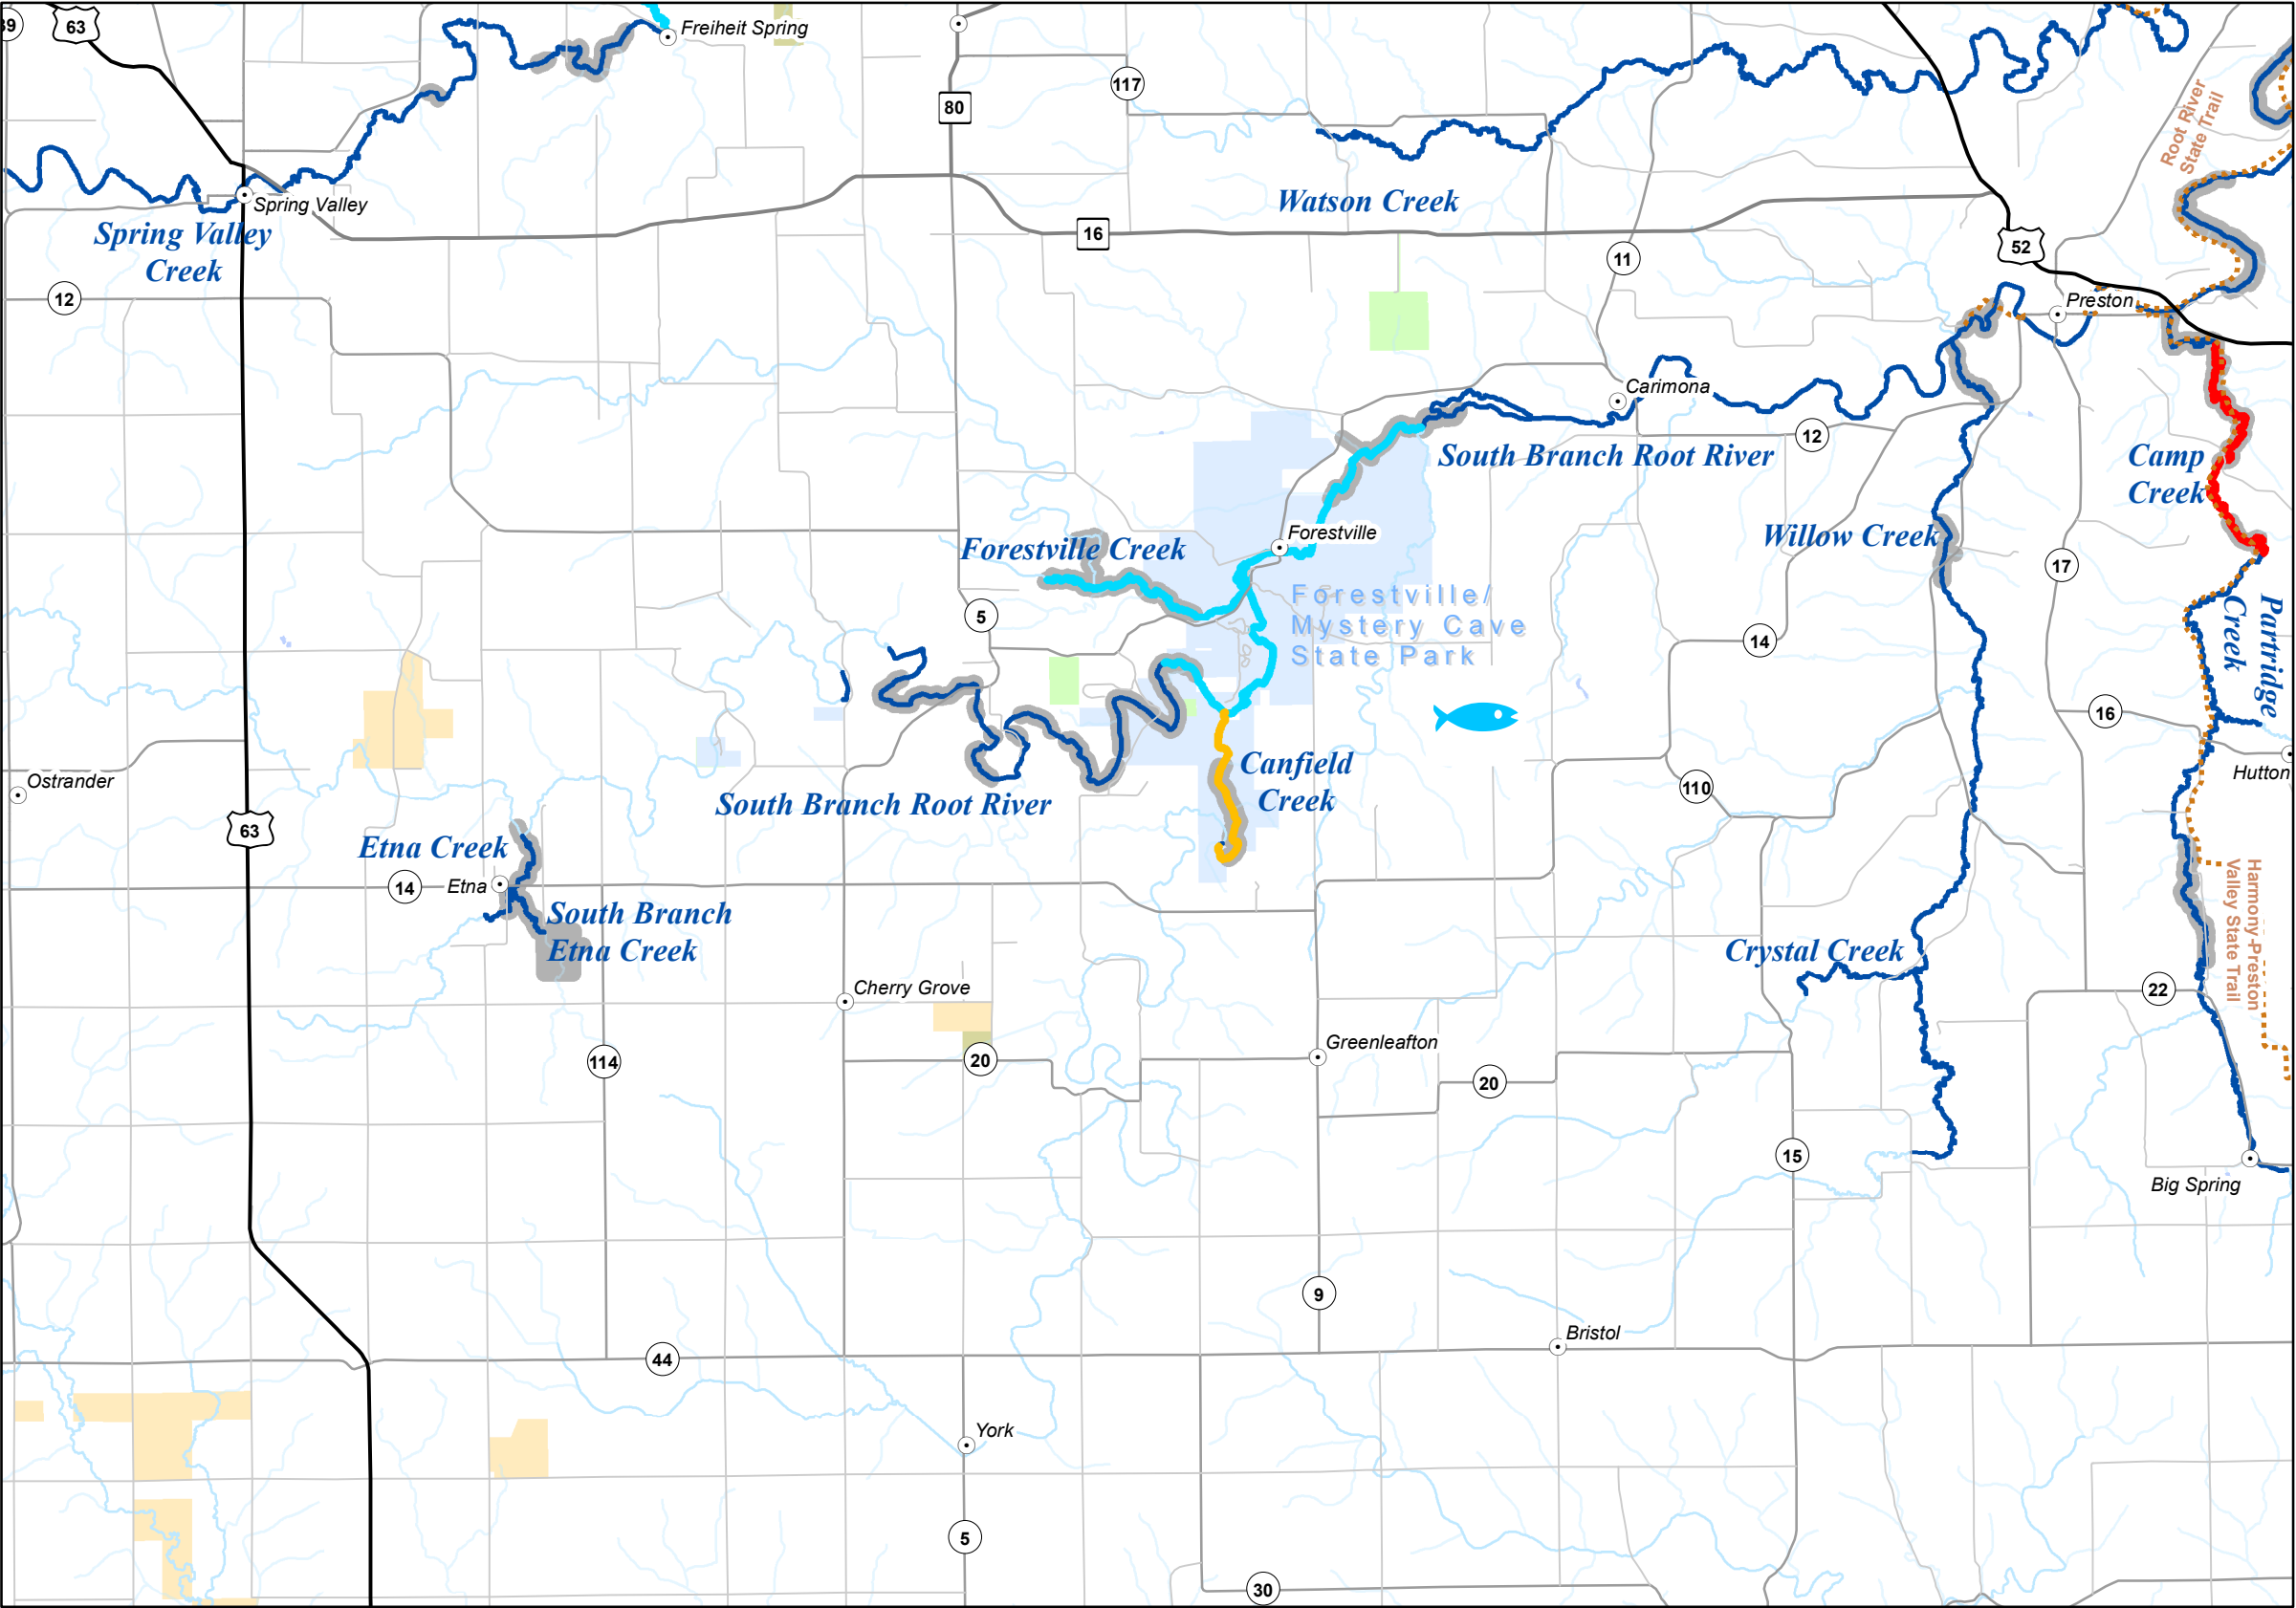 63
Freiheit Spring
80
117
Root River
State Trail
Watson Creek
Spring Valley
Spring Valley
Creek
16
11
52
12
Preston
Carimona
South Branch Root River
12
Camp
Creek
Forestville
Forestville Creek
Willow Creek
17
Forestville/
Mystery Cave
State Park
5
Partridge
Creek
14
16
Ostrander
Hutton
Canfield
Creek
South Branch Root River
110
63
Etna Creek
14
Etna
South Branch
Etna Creek
Harmony-Preston
Valley State Trail
Crystal Creek
Cherry Grove
22
Greenleafton
20
114
20
15
Big Spring
9
Bristol
44
York
5
30